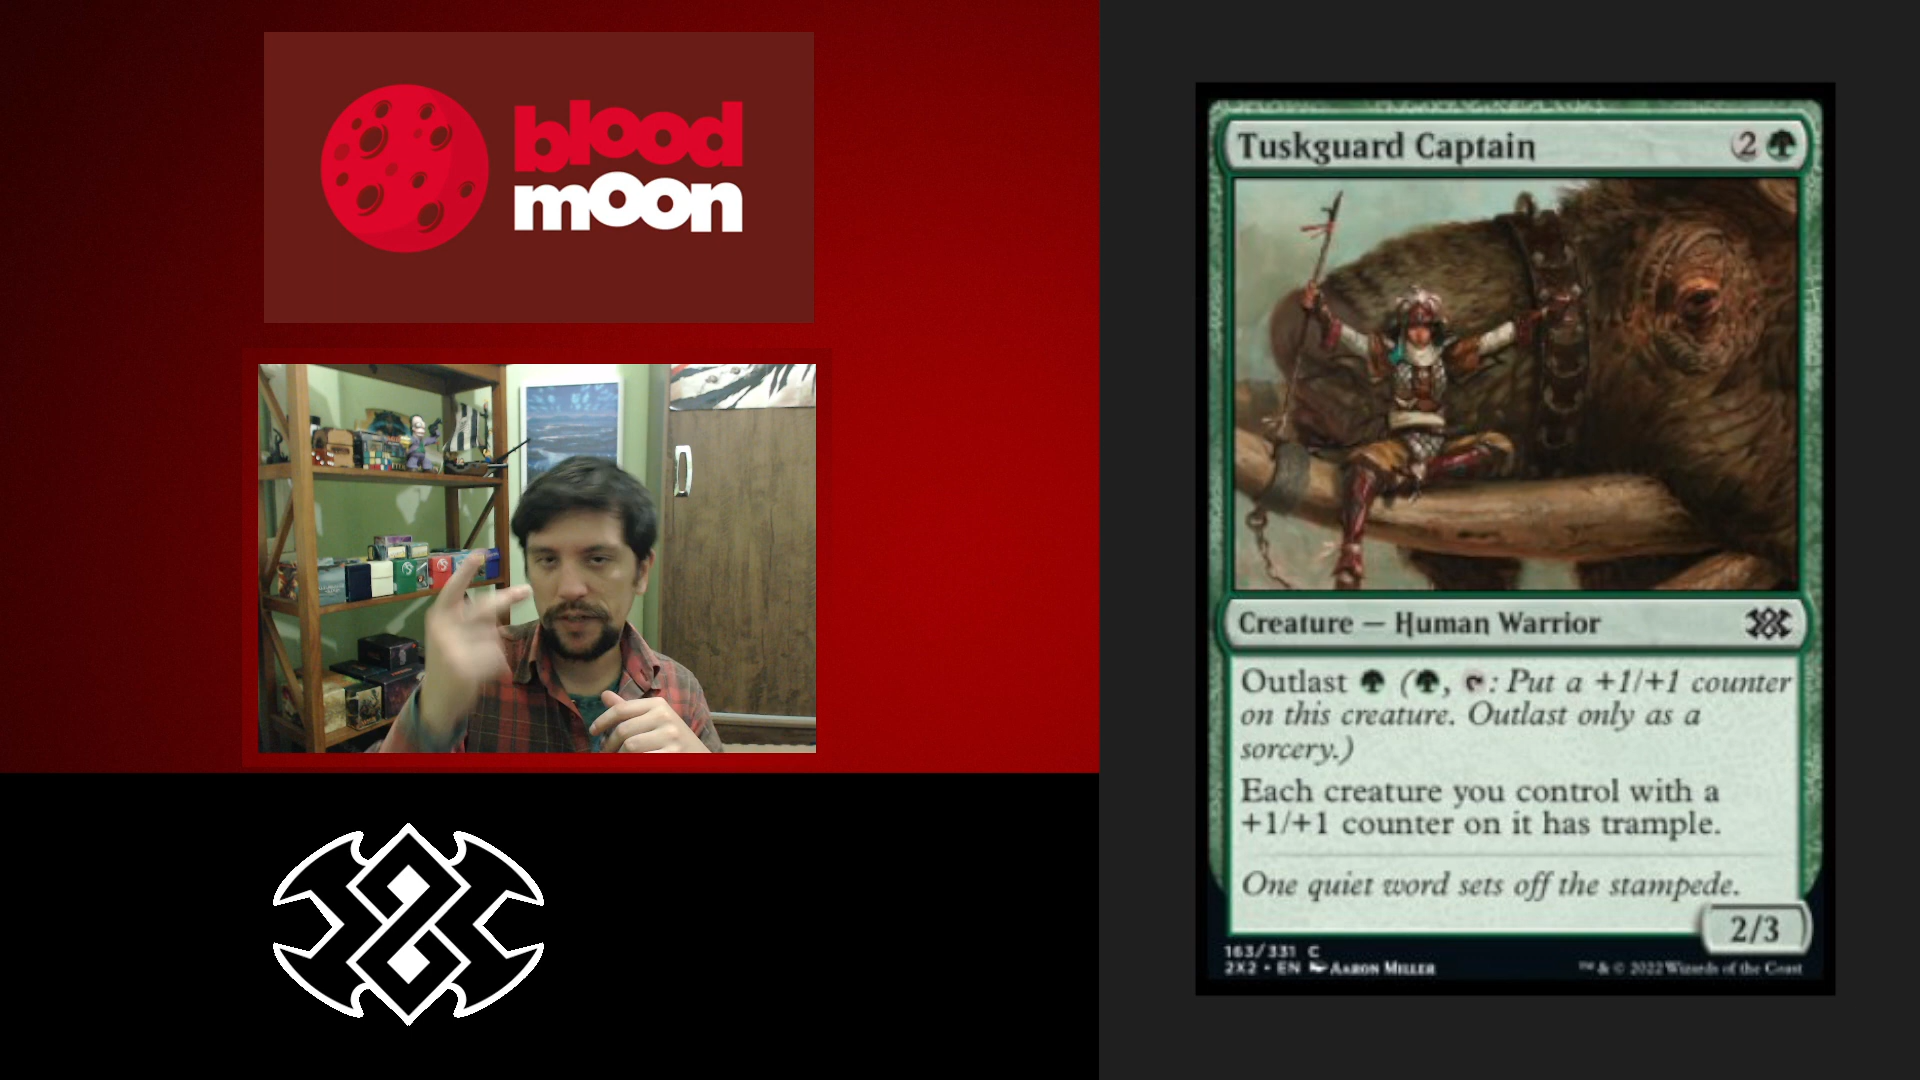 blood
moon
Tuskguard Captain 2
Creature — Human Warrior
Outlast (, : Put a +1/+1 counter
on this creature. Outlast only as a
sorcery.)
Each creature you control with a
+1/+1 counter on it has trample.
One quiet word sets off the stampede.
2/3
163/331 C
2X2 • EN Aaron Miller
™ & © 2022 Wizards of the Coast